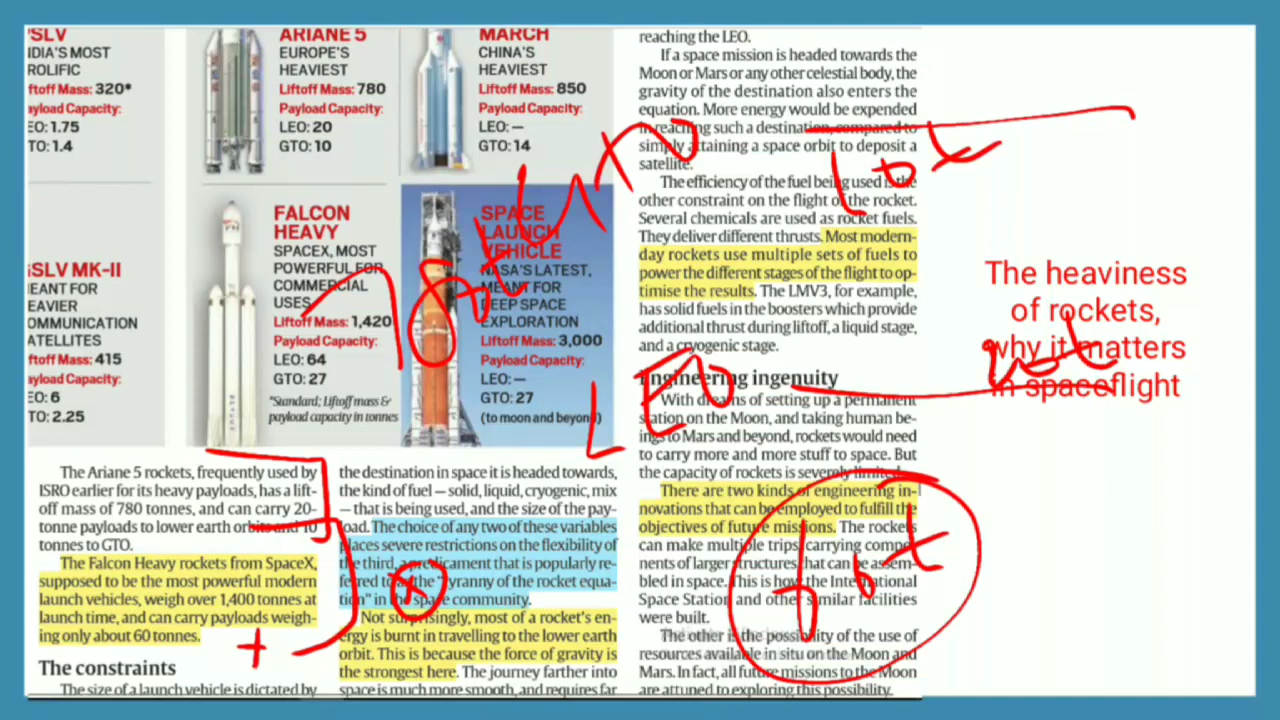 PSLV
INDIA'S MOST
PROLIFIC
Liftoff Mass: 320*
Payload Capacity:
LEO: 1.75
GTO: 1.4
ARIANE 5
EUROPE'S
HEAVIEST
Liftoff Mass: 780
Payload Capacity:
LEO: 20
GTO: 10
MARCH
CHINA'S
HEAVIEST
Liftoff Mass: 850
Payload Capacity:
LEO: —
GTO: 14
GSLV MK-II
MEANT FOR
HEAVIER
COMMUNICATION
SATELLITES
Liftoff Mass: 415
Payload Capacity:
LEO: 6
GTO: 2.25
FALCON
HEAVY
SPACEX, MOST
POWERFUL FOR
COMMERCIAL
USES
Liftoff Mass: 1,420
Payload Capacity:
LEO: 64
GTO: 27
*Standard; Liftoff mass &
payload capacity in tonnes
SPACE
LAUNCH
VEHICLE
NASA'S LATEST,
MEANT FOR
DEEP SPACE
EXPLORATION
Liftoff Mass: 3,000
Payload Capacity:
LEO: —
GTO: 27
(to moon and beyond)
The Ariane 5 rockets, frequently used by
ISRO earlier for its heavy payloads, has a lift-
off mass of 780 tonnes, and can carry 20-
tonne payloads to lower earth orbits and 10
tonnes to GTO.
The Falcon Heavy rockets from SpaceX,
supposed to be the most powerful modern
launch vehicles, weigh over 1,400 tonnes at
launch time, and can carry payloads weigh-
ing only about 60 tonnes.
The constraints
The size of a launch vehicle is dictated by
the destination in space it is headed towards,
the kind of fuel — solid, liquid, cryogenic, mix
— that is being used, and the size of the pay-
load. The choice of any two of these variables
places severe restrictions on the flexibility of
the third, a predicament that is popularly re-
ferred to as the "tyranny of the rocket equa-
tion" in the space community.
Not surprisingly, most of a rocket's en-
ergy is burnt in travelling to the lower earth
orbit. This is because the force of gravity is
the strongest here. The journey farther into
space is much more smooth, and requires far
reaching the LEO.
If a space mission is headed towards the
Moon or Mars or any other celestial body, the
gravity of the destination also enters the
equation. More energy would be expended
in reaching such a destination, compared to
simply attaining a space orbit to deposit a
satellite.
The efficiency of the fuel being used is the
other constraint on the flight of the rocket.
Several chemicals are used as rocket fuels.
They deliver different thrusts. Most modern-
day rockets use multiple sets of fuels to
power the different stages of the flight to op-
timise the results. The LMV3, for example,
has solid fuels in the boosters which provide
additional thrust during liftoff, a liquid stage,
and a cryogenic stage.
Engineering ingenuity
With dreams of setting up a permanent
station on the Moon, and taking human be-
ings to Mars and beyond, rockets would need
to carry more and more stuff to space. But
the capacity of rockets is severely limited.
There are two kinds of engineering in-
novations that can be employed to fulfill the
objectives of future missions. The rockets
can make multiple trips, carrying compo-
nents of larger structures that can be assem-
bled in space. This is how the International
Space Station and other similar facilities
were built.
The other is the possibility of the use of
resources available in situ on the Moon and
Mars. In fact, all future missions to the Moon
are attuned to exploring this possibility.
The heaviness
of rockets,
why it matters
in spaceflight
LEO
lot
not